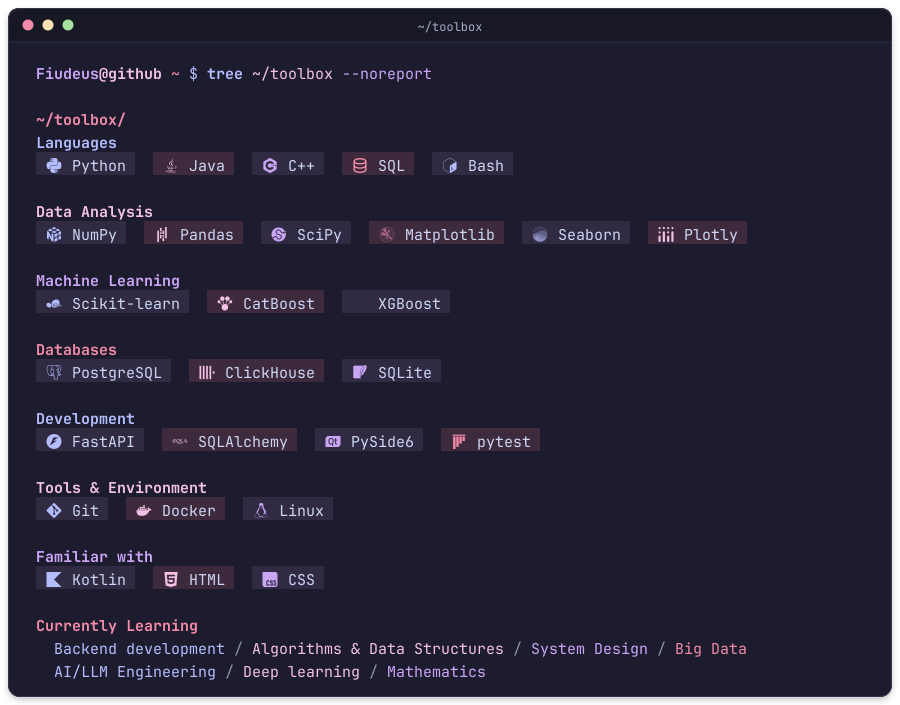 ~/toolbox
Fiudeus@github ~ $ tree ~/toolbox --noreport
~/toolbox/
Languages
Python Java C++ SQL Bash
Data Analysis
NumPy Pandas SciPy Matplotlib Seaborn Plotly
Machine Learning
Scikit-learn CatBoost XGBoost
Databases
PostgreSQL ClickHouse SQLite
Development
FastAPI SQLA SQLAlchemy Qt PySide6 pytest
Tools & Environment
Git Docker Linux
Familiar with
Kotlin HTML CSS CSS
Currently Learning
Backend development / Algorithms & Data Structures / System Design / Big Data
AI/LLM Engineering / Deep learning / Mathematics